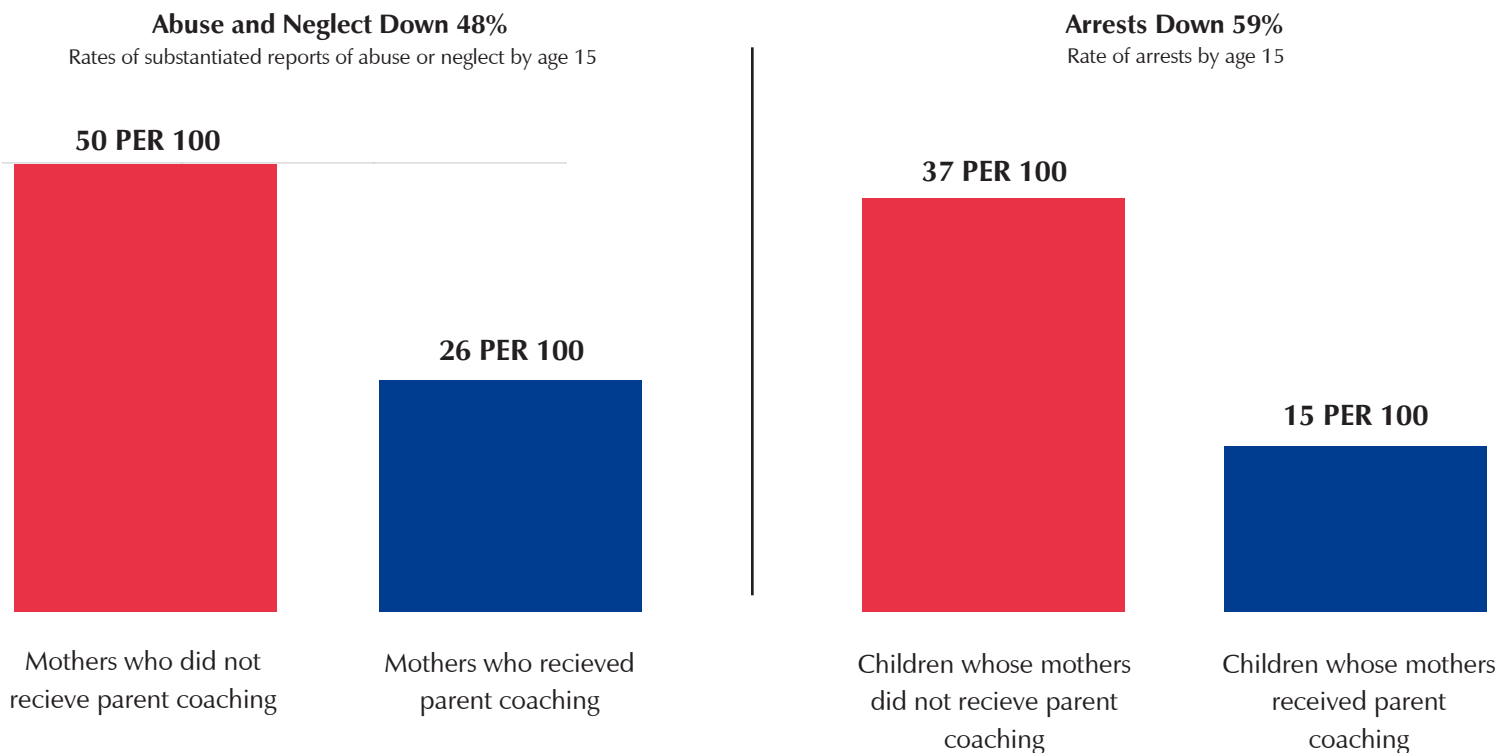 Abuse and Neglect Down 48%
Rates of substantiated reports of abuse or neglect by age 15
50 PER 100
26 PER 100
Mothers who did not
recieve parent coaching
Mothers who recieved
parent coaching
Arrests Down 59%
Rate of arrests by age 15
37 PER 100
15 PER 100
Children whose mothers
did not recieve parent
coaching
Children whose mothers
received parent
coaching